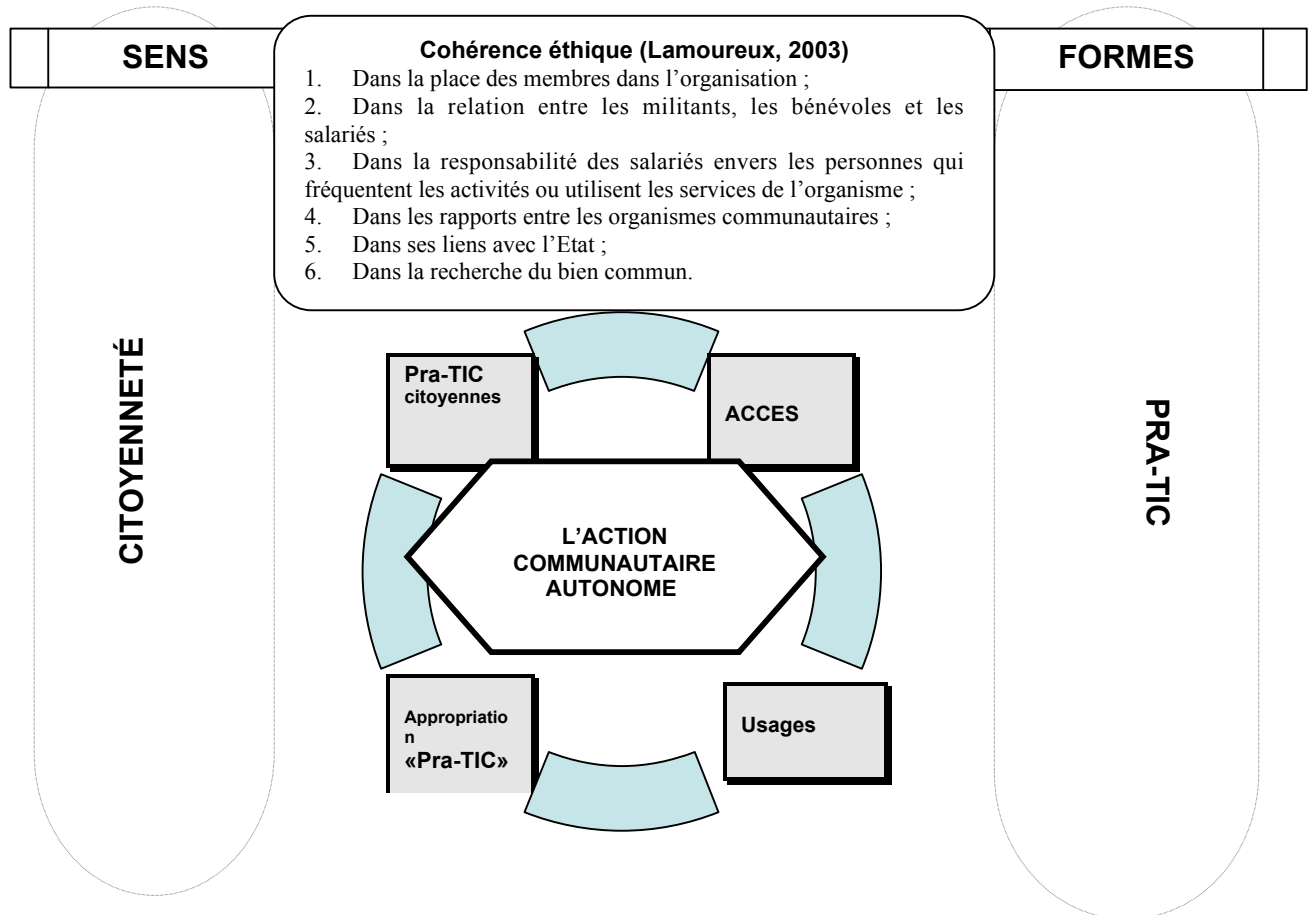 SENS
Cohérence éthique (Lamoureux, 2003)
1. Dans la place des membres dans l’organisation ;
2. Dans la relation entre les militants, les bénévoles et les
salariés ;
3. Dans la responsabilité des salariés envers les personnes qui
fréquentent les activités ou utilisent les services de l’organisme ;
4. Dans les rapports entre les organismes communautaires ;
5. Dans ses liens avec l’Etat ;
6. Dans la recherche du bien commun.
FORMES
CITOYENNETÉ
Pra-TIC
citoyennes
ACCES
PRA-TIC
L’ACTION
COMMUNAUTAIRE
AUTONOME
Appropriatio
n
«Pra-TIC»
Usages